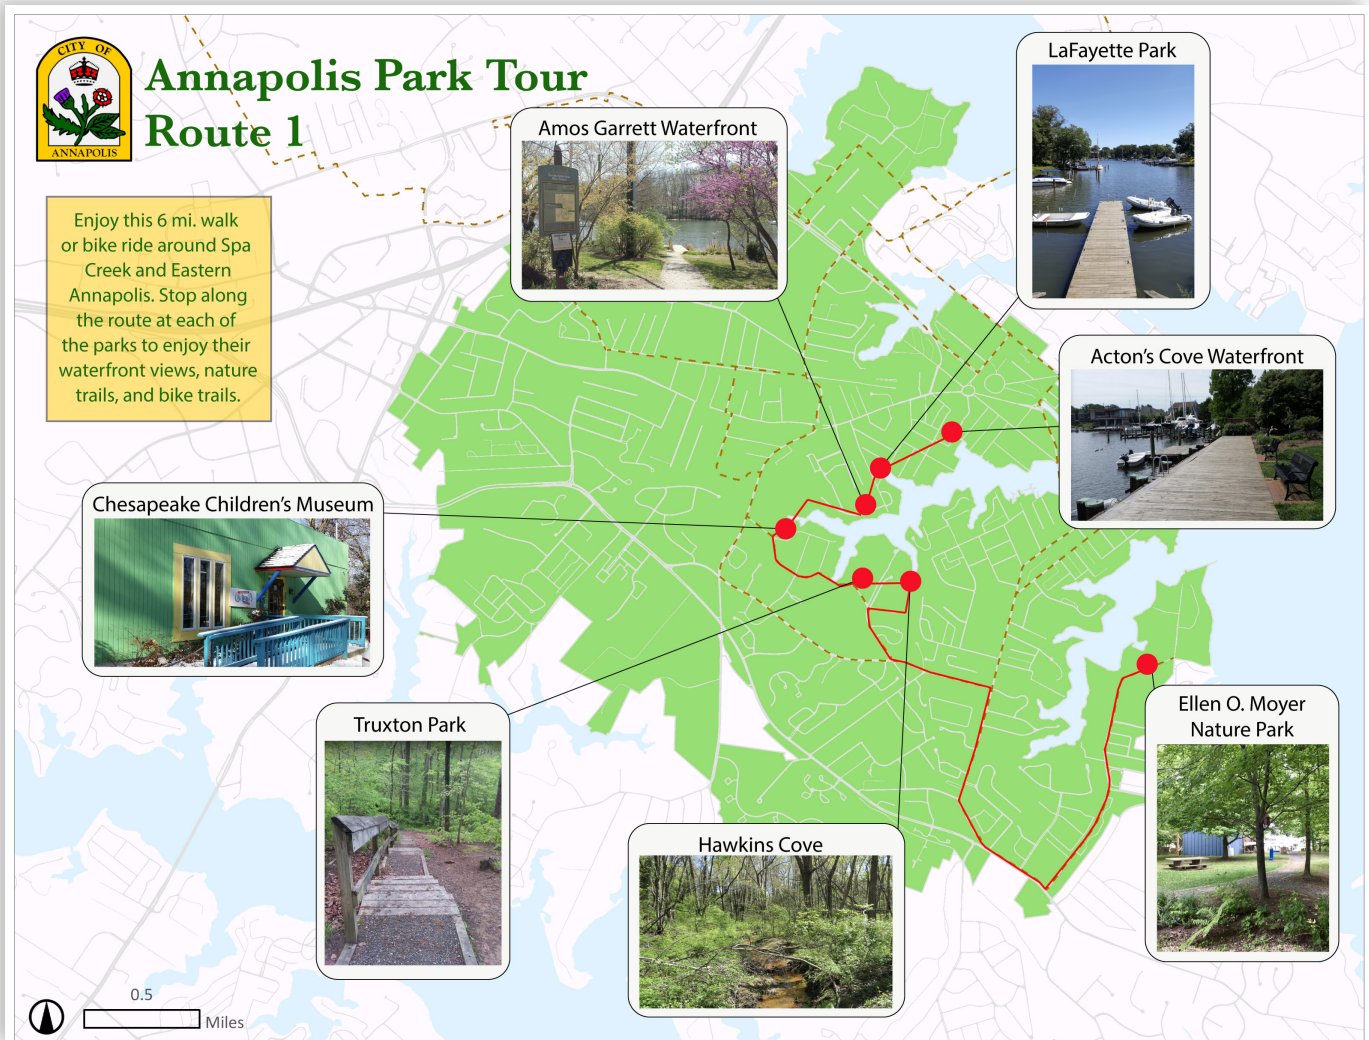 CITY OF
ANNAPOLIS
Annapolis Park Tour
Route 1
Enjoy this 6 mi. walk
or bike ride around Spa
Creek and Eastern
Annapolis. Stop along
the route at each of
the parks to enjoy their
waterfront views, nature
trails, and bike trails.
LaFayette Park
Amos Garrett Waterfront
Acton's Cove Waterfront
Chesapeake Children's Museum
Truxton Park
Hawkins Cove
Ellen O. Moyer
Nature Park
0.5
Miles